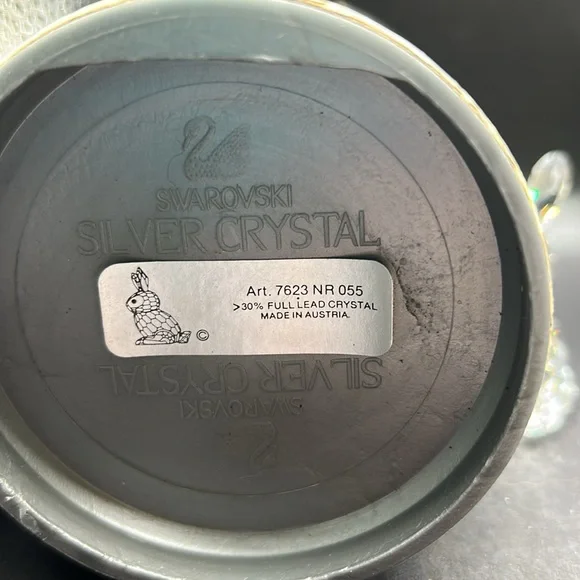 SWAROVSKI
SILVER CRYSTAL
Art. 7623 NR 055
>30% FULL LEAD CRYSTAL
MADE IN AUSTRIA.
©
SILVER CRYSTAL
SWAROVSKI